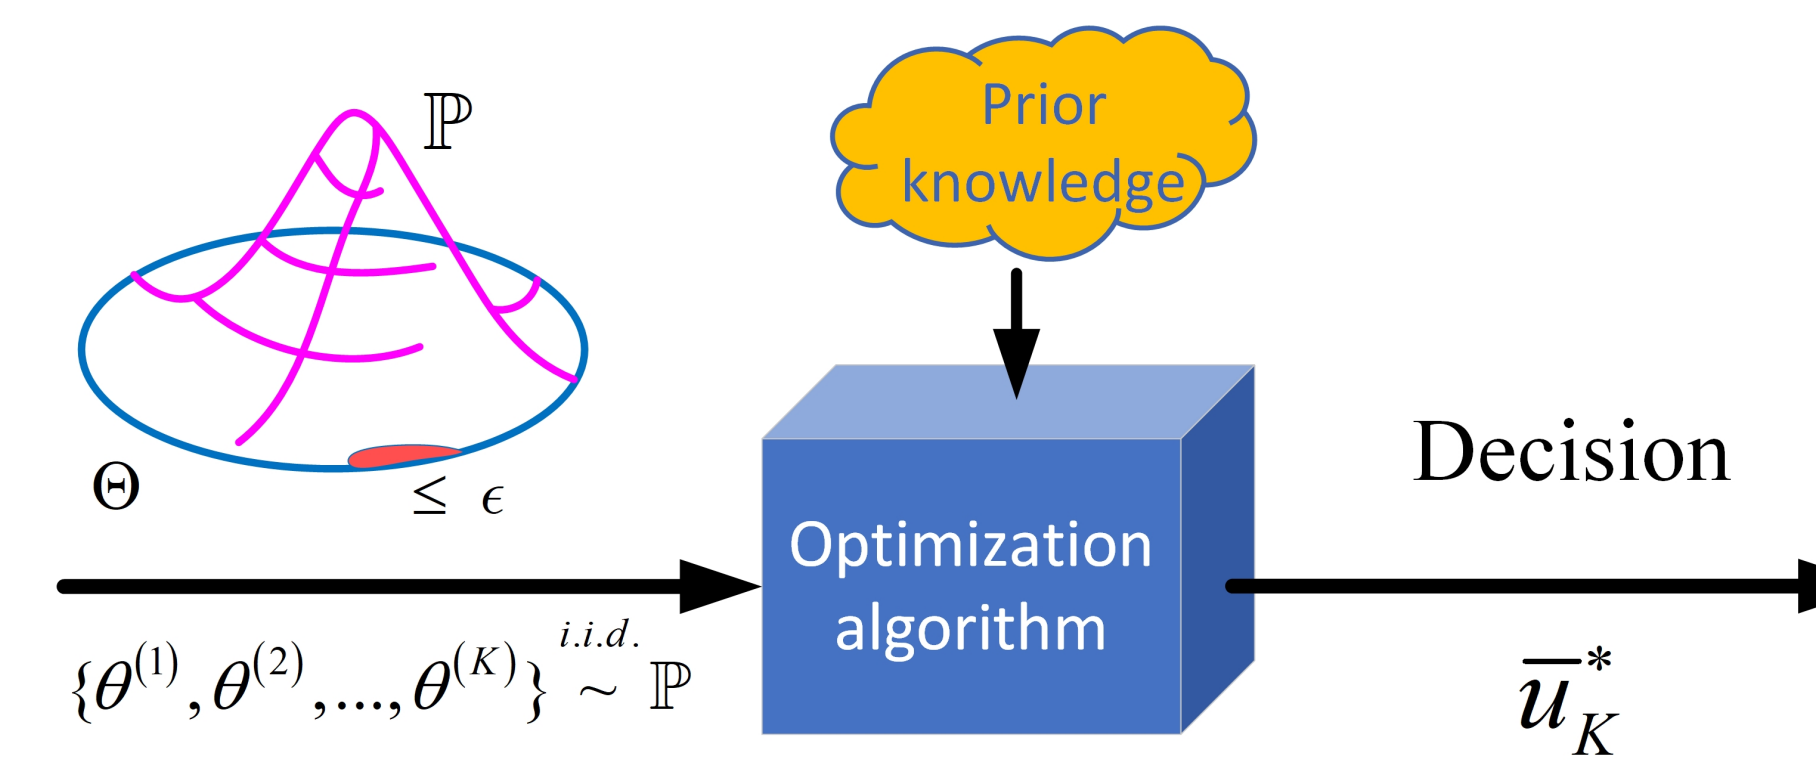 ℙ
Θ
≤ ϵ
{θ⁽¹⁾, θ⁽²⁾, ..., θ⁽ᴷ⁾} i.i.d. ~ ℙ
Prior
knowledge
Optimization
algorithm
Decision
u̅*_K